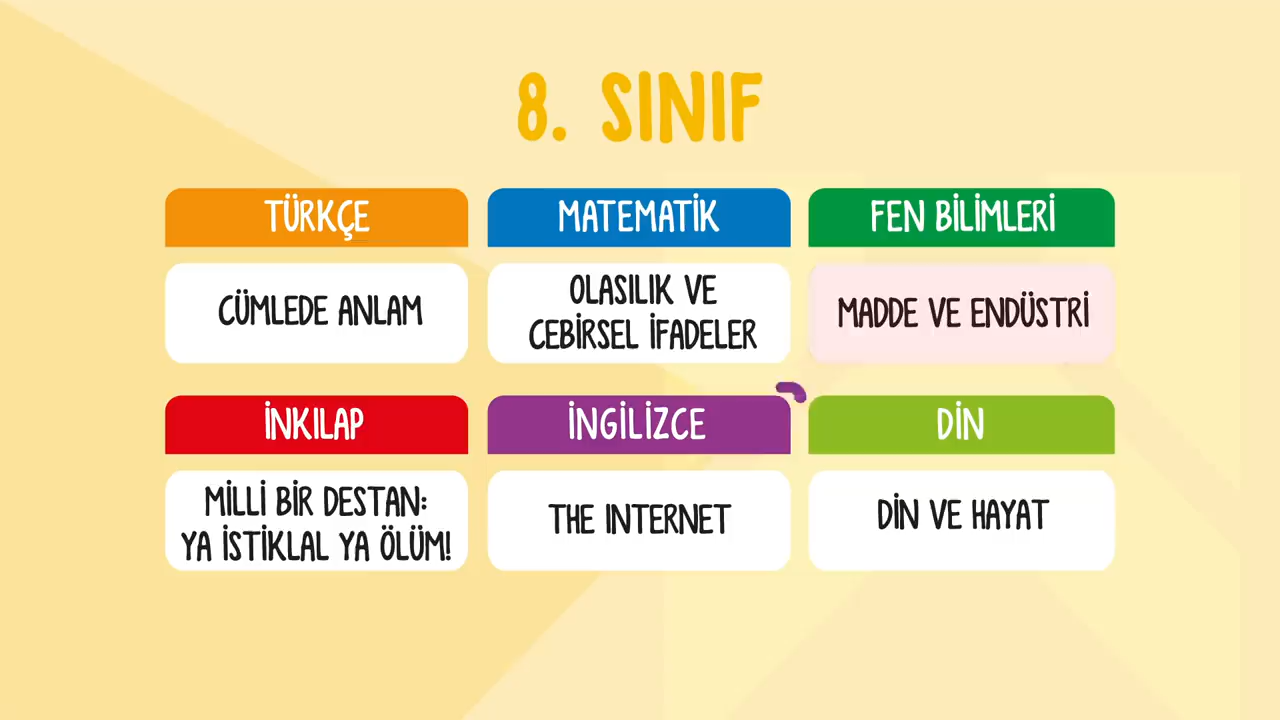 8. SINIF
TÜRKÇE
CÜMLEDE ANLAM
MATEMATİK
OLASILIK VE
CEBİRSEL İFADELER
FEN BİLİMLERİ
MADDE VE ENDÜSTRİ
İNKILAP
MİLLİ BİR DESTAN:
YA İSTİKLAL YA ÖLÜM!
İNGİLİZCE
THE INTERNET
DİN
DİN VE HAYAT